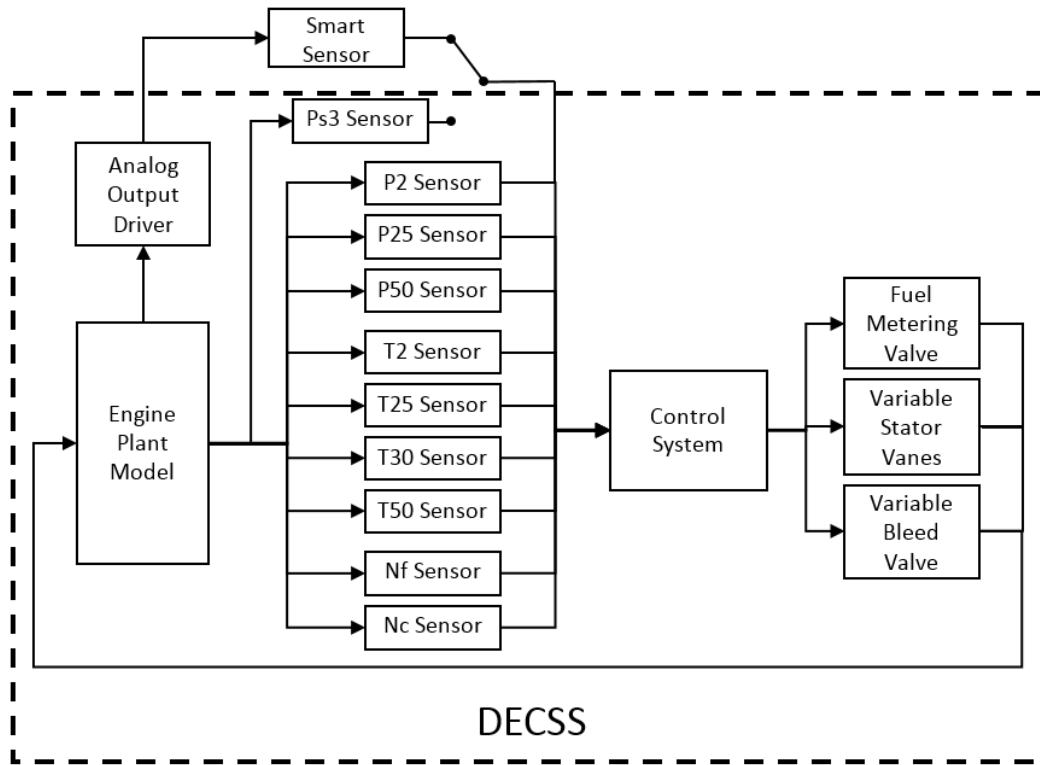 Smart
Sensor
Ps3 Sensor
Analog
Output
Driver
P2 Sensor
P25 Sensor
P50 Sensor
T2 Sensor
T25 Sensor
T30 Sensor
T50 Sensor
Nf Sensor
Nc Sensor
Engine
Plant
Model
Control
System
Fuel
Metering
Valve
Variable
Stator
Vanes
Variable
Bleed
Valve
DECSS